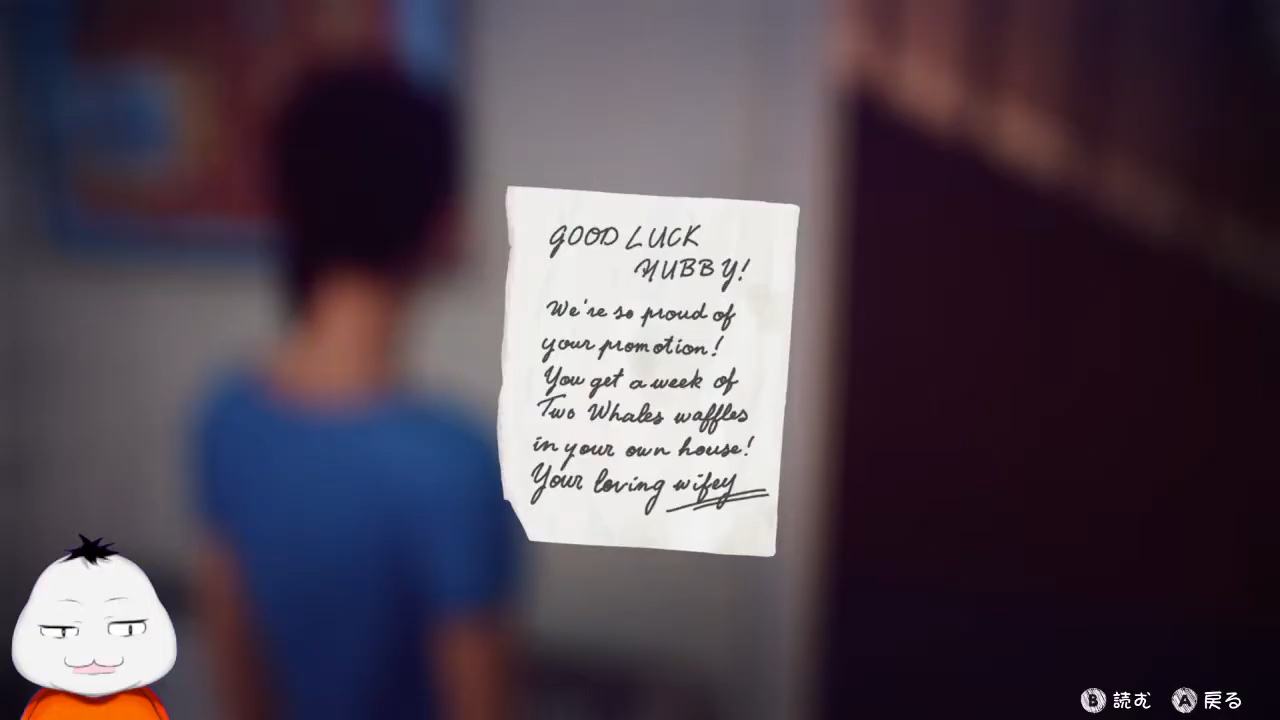 GOOD LUCK
HUBBY!
We're so proud of
your promotion!
You get a week of
Two Whales waffles
in your own house!
Your loving wifey
B 読む A 戻る